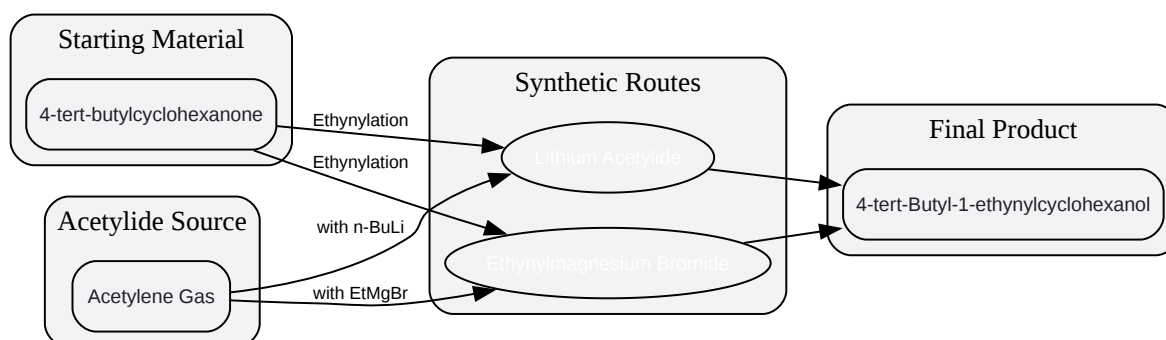 Starting Material
4-tert-butylcyclohexanone
Acetylide Source
Acetylene Gas
Ethynylation
Ethynylation
with n-BuLi
with EtMgBr
Synthetic Routes
Lithium Acetylide
Ethynylmagnesium Bromide
Final Product
4-tert-Butyl-1-ethynylcyclohexanol